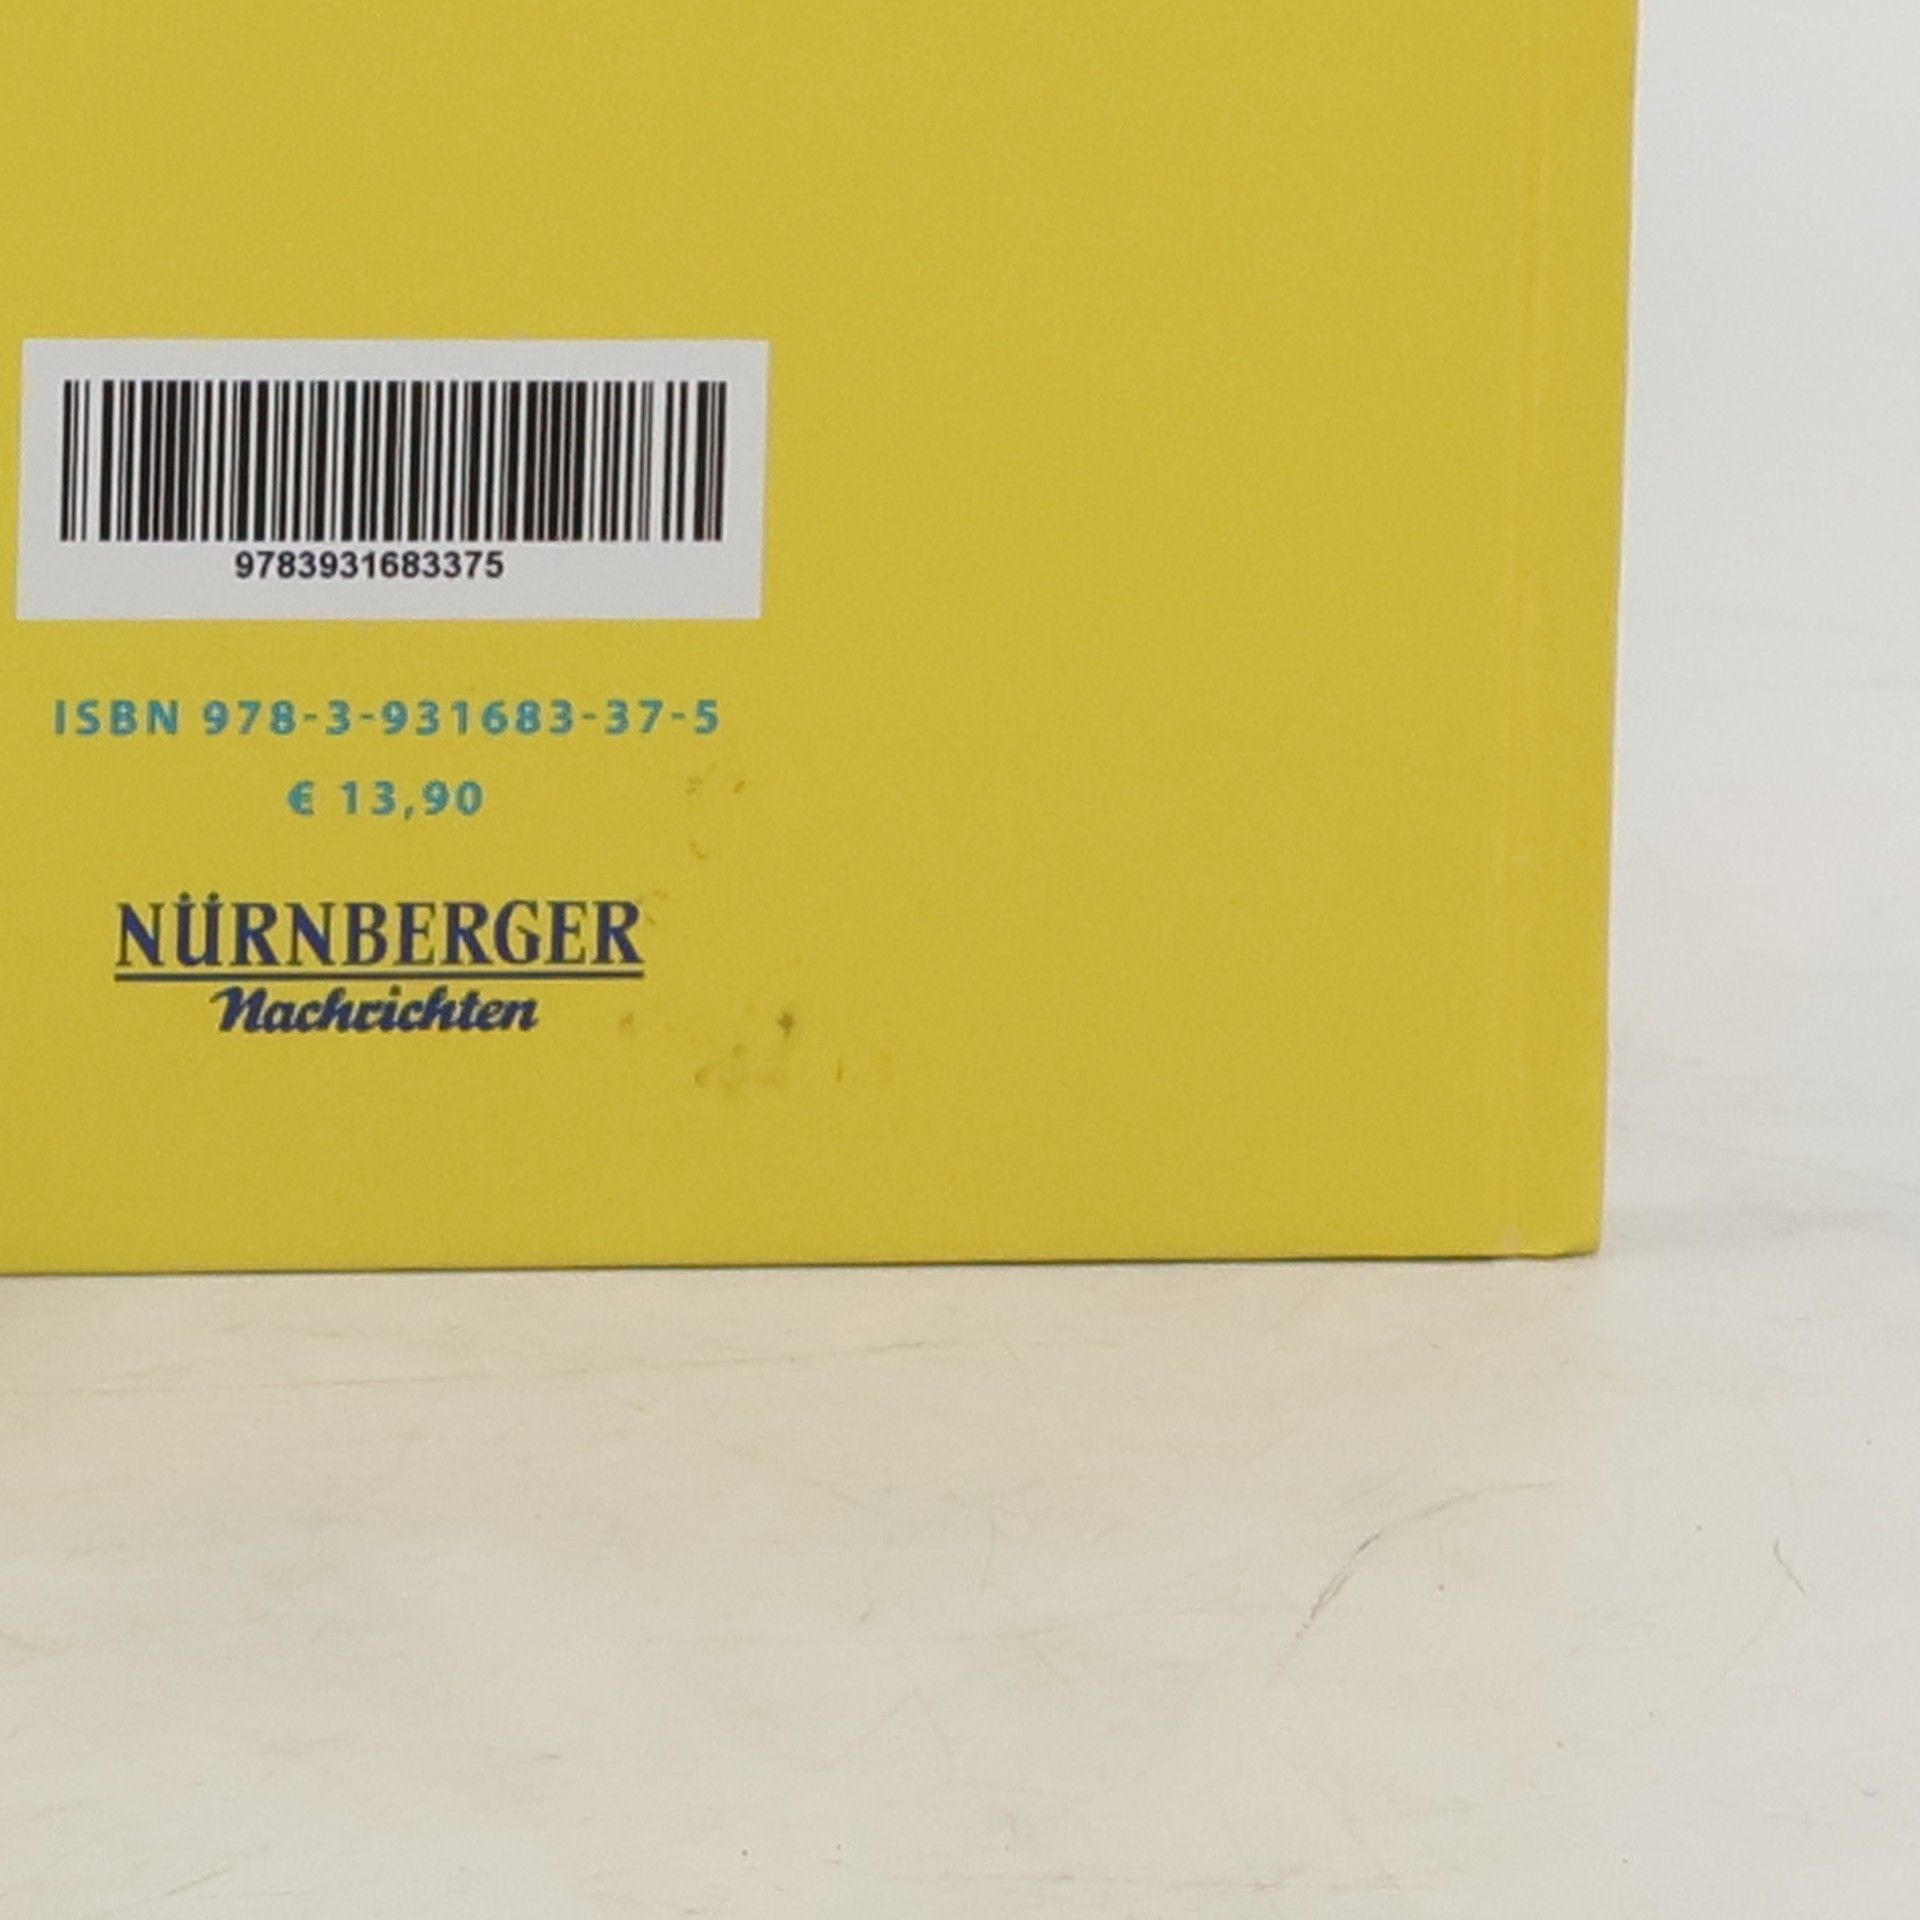 9783931683375
ISBN 978-3-931683-37-5
€ 13,90
NÜRNBERGER
Nachrichten